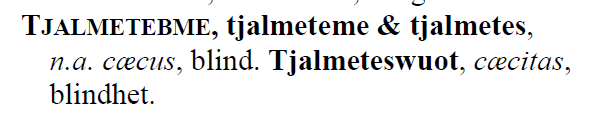 TJALMETEBME, tjalmeteme & tjalmetes,
n.a. cæcus, blind. Tjalmeteswuot, cæcitas,
blindhet.